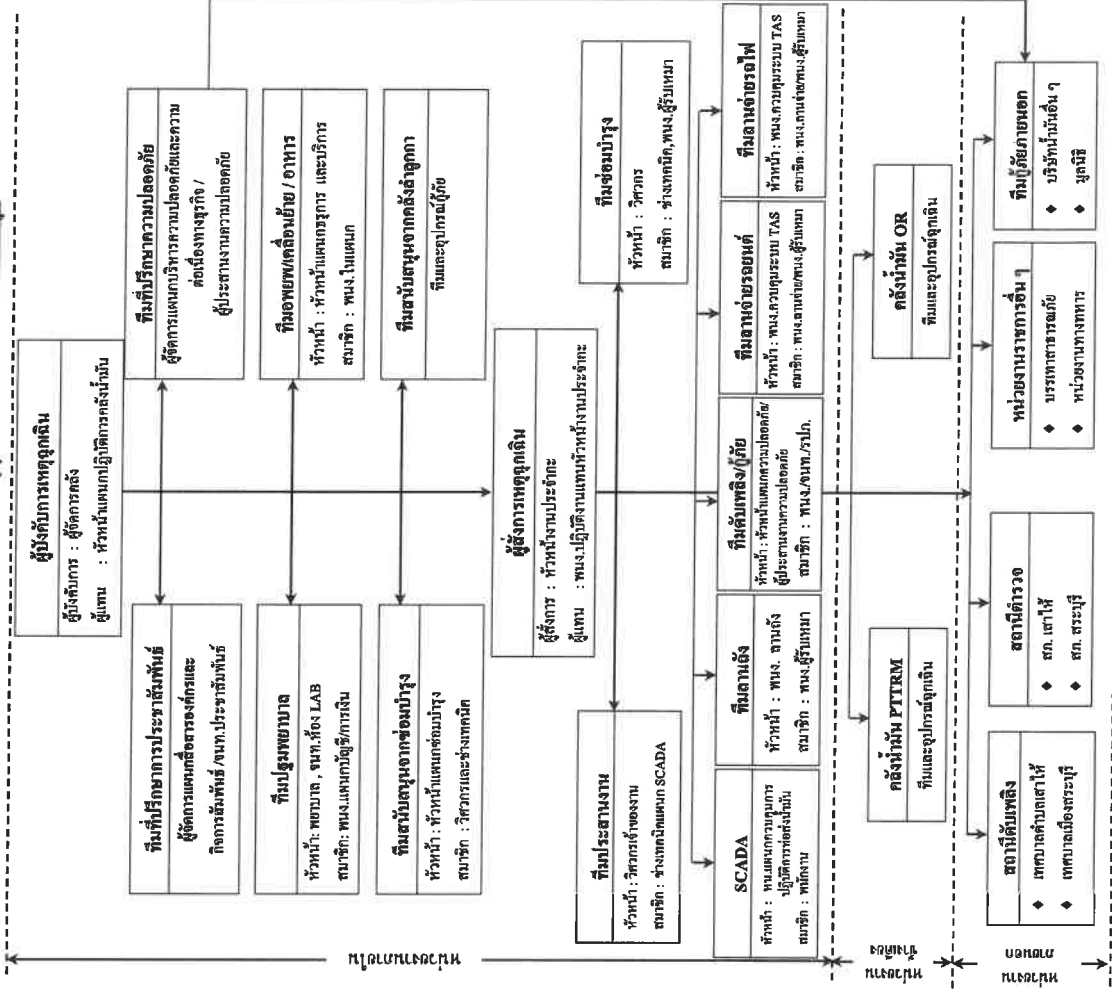 ผู้บังคับการเหตุฉุกเฉิน
ผู้บังคับการ : ผู้จัดการคลัง
ผู้แทน : หัวหน้าแผนกปฏิบัติการคลังน้ำมัน
ทีมที่ปรึกษาการประชาสัมพันธ์
ผู้จัดการแผนกสื่อสารองค์กรและ
กิจการสัมพันธ์ /จนท.ประชาสัมพันธ์
ทีมที่ปรึกษาความปลอดภัย
ผู้จัดการแผนกบริหารความปลอดภัยและความ
ต่อเนื่องทางธุรกิจ /
ผู้ประสานงานความปลอดภัย
ทีมปฐมพยาบาล
หัวหน้า: พยาบาล , จนท.ห้อง LAB
สมาชิก: พนง.แผนกบัญชี/การเงิน
ทีมอพยพ/เคลื่อนย้าย / อาหาร
หัวหน้า : หัวหน้าแผนกธุรการ และบริการ
สมาชิก : พนง.ในแผนก
ทีมสนับสนุนจากซ่อมบำรุง
หัวหน้า : หัวหน้าแผนกซ่อมบำรุง
สมาชิก : วิศวกรและช่างเทคนิค
ทีมสนับสนุนจากคลังลำลูกกา
ทีมและอุปกรณ์กู้ภัย
ผู้สั่งการเหตุฉุกเฉิน
ผู้สั่งการ : หัวหน้างานประจำกะ
ผู้แทน : พนง.ปฏิบัติงานแทนหัวหน้างานประจำกะ
ทีมประสานงาน
หัวหน้า : วิศวกรเจ้าของงาน
สมาชิก : ช่างเทคนิคแผนก SCADA
ทีมซ่อมบำรุง
หัวหน้า : วิศวกร
สมาชิก : ช่างเทคนิค,พนง.ผู้รับเหมา
SCADA
หัวหน้า : หน.แผนกควบคุมการ
ปฏิบัติการท่อส่งน้ำมัน
สมาชิก : พนักงาน
ทีมลานถัง
หัวหน้า : พนง. ลานถัง
สมาชิก : พนง.ผู้รับเหมา
ทีมดับเพลิง/กู้ภัย
หัวหน้า : หัวหน้าแผนกความปลอดภัย/
ผู้ประสานงานความปลอดภัย
สมาชิก : พนง./จนท./รปภ.
ทีมลานจ่ายรถยนต์
หัวหน้า : พนง.ควบคุมระบบ TAS
สมาชิก : พนง.ลานจ่าย/พนง.ผู้รับเหมา
ทีมลานจ่ายรถไฟ
หัวหน้า : พนง.ควบคุมระบบ TAS
สมาชิก : พนง.ลานจ่าย/พนง.ผู้รับเหมา
หน่วยงานภายใน
คลังน้ำมัน PTTRM
ทีมและอุปกรณ์ฉุกเฉิน
คลังน้ำมัน OR
ทีมและอุปกรณ์ฉุกเฉิน
หน่วยงาน
ข้างเคียง
สถานีดับเพลิง
♦ เทศบาลตำบลเสาไห้
♦ เทศบาลเมืองสระบุรี
สถานีตำรวจ
♦ สภ. เสาไห้
♦ สภ. สระบุรี
หน่วยงานราชการอื่น ๆ
♦ บรรเทาสาธารณภัย
♦ หน่วยงานทางทหาร
ทีมกู้ภัยภายนอก
♦ บริษัทน้ำมันอื่น ๆ
♦ มูลนิธิ
หน่วยงาน
ภายนอก